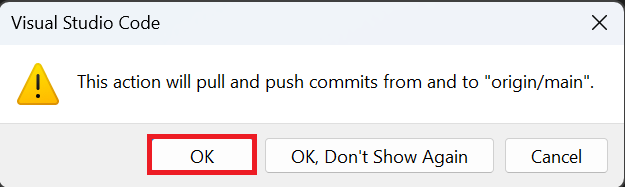 Visual Studio Code
This action will pull and push commits from and to "origin/main".
OK
OK, Don't Show Again
Cancel